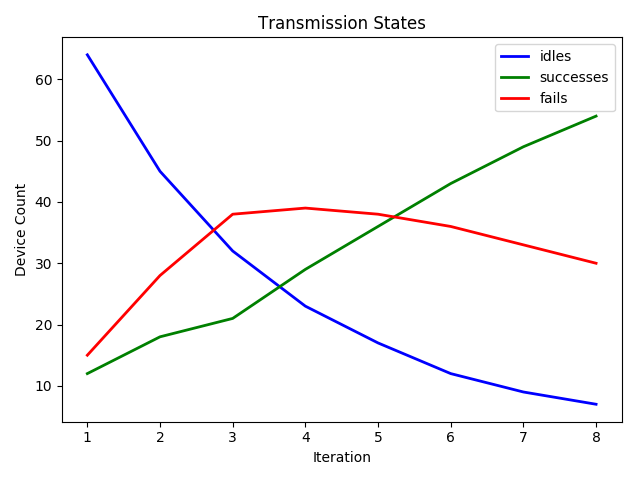 Transmission States
idles
successes
fails
Device Count
60
50
40
30
20
10
1 2 3 4 5 6 7 8
Iteration